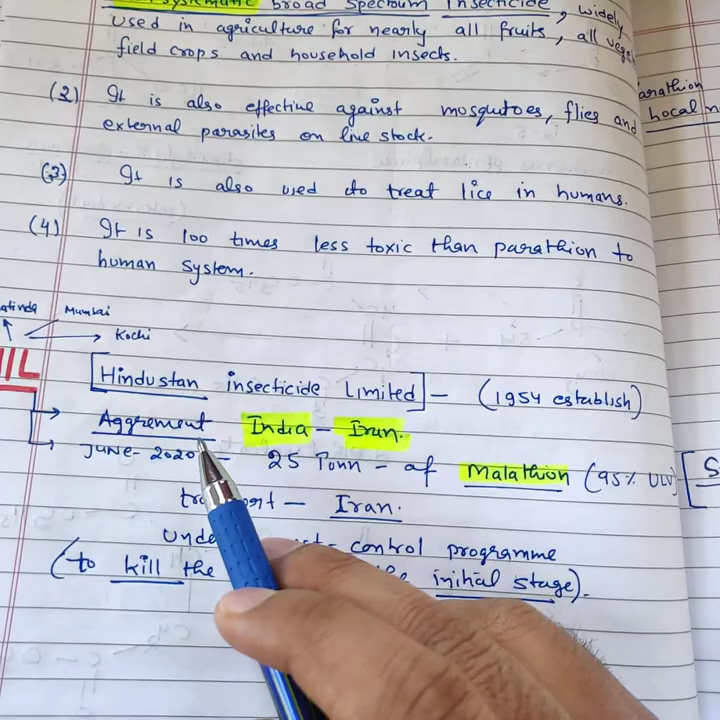 broad spectrum insecticide, widely
used in agriculture for nearly all fruits, all
field crops and household insects.
(2) It is also effective against mosqutoes, flies and
external parasites on live stock.
(3) It is also used to treat lice in humans.
(4) It is 100 times less toxic than parathion to
human system.
Mumbai
Kochi
[Hindustan insecticide Limited] - (1954 establish)
Aggrement India - Iran.
JUNE-2020 - 25 Tonn - of Malathion (95% ULV)
Iran.
control programme
(to kill the initial stage).